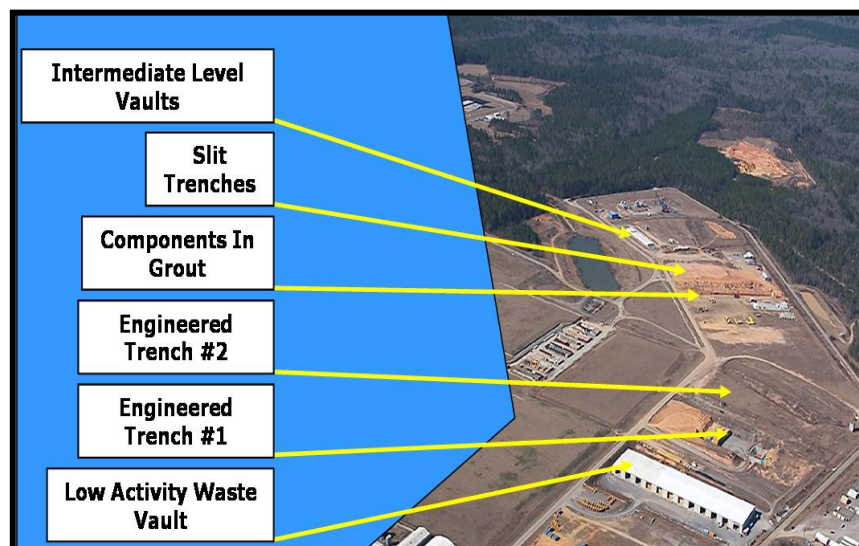 Intermediate Level
Vaults
Slit
Trenches
Components In
Grout
Engineered
Trench #2
Engineered
Trench #1
Low Activity Waste
Vault